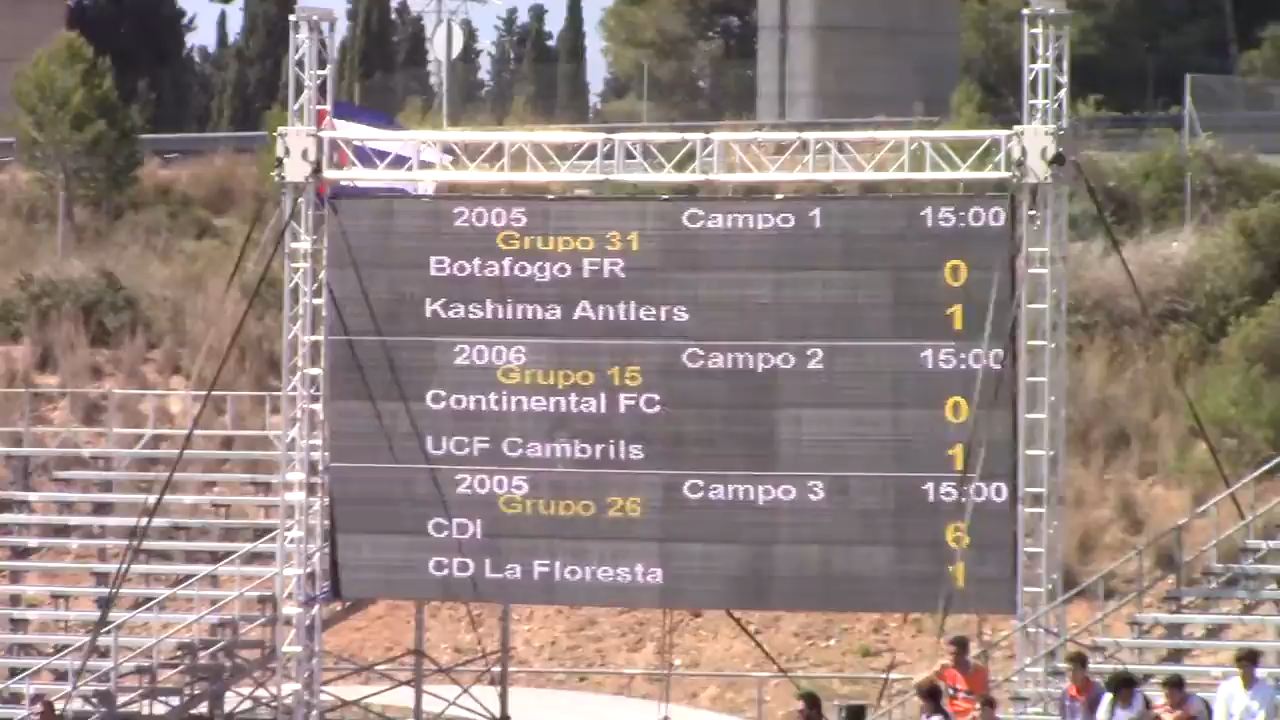 2005 Campo 1 15:00
Grupo 31
Botafogo FR 0
Kashima Antlers 1
2006 Campo 2 15:00
Grupo 15
Continental FC 0
UCF Cambrils 1
2005 Campo 3 15:00
Grupo 26
CDI 6
CD La Floresta 1